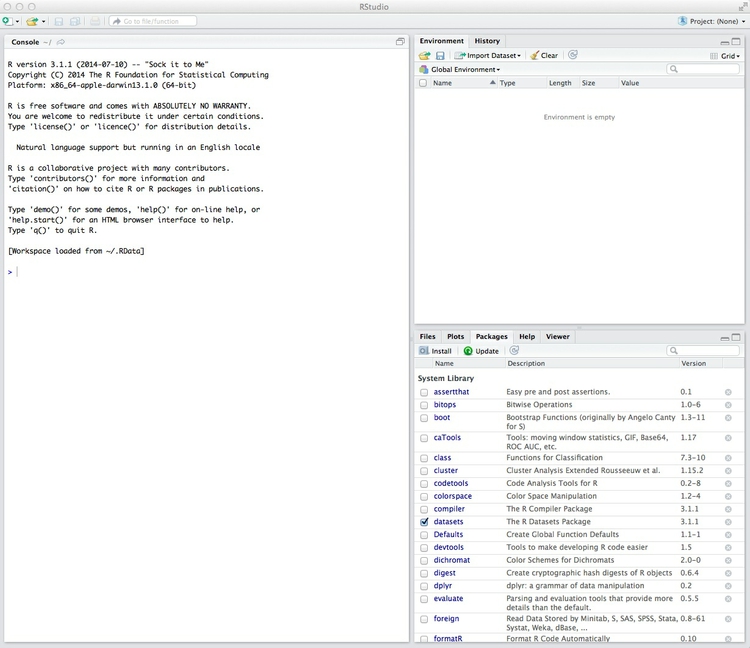 RStudio
Go to file/function
Project: (None)
Console ~/
R version 3.1.1 (2014-07-10) -- "Sock it to Me"
Copyright (C) 2014 The R Foundation for Statistical Computing
Platform: x86_64-apple-darwin13.1.0 (64-bit)
R is free software and comes with ABSOLUTELY NO WARRANTY.
You are welcome to redistribute it under certain conditions.
Type 'license()' or 'licence()' for distribution details.
Natural language support but running in an English locale
R is a collaborative project with many contributors.
Type 'contributors()' for more information and
'citation()' on how to cite R or R packages in publications.
Type 'demo()' for some demos, 'help()' for on-line help, or
'help.start()' for an HTML browser interface to help.
Type 'q()' to quit R.
[Workspace loaded from ~/.RData]
>
Environment History
Import Dataset Clear Grid
Global Environment
Name Type Length Size Value
Environment is empty
Files Plots Packages Help Viewer
Install Update
Name Description Version
System Library
assertthat Easy pre and post assertions. 0.1
bitops Bitwise Operations 1.0-6
boot Bootstrap Functions (originally by Angelo Canty 1.3-11
for S)
caTools Tools: moving window statistics, GIF, Base64, 1.17
ROC AUC, etc.
class Functions for Classification 7.3-10
cluster Cluster Analysis Extended Rousseeuw et al. 1.15.2
codetools Code Analysis Tools for R 0.2-8
colorspace Color Space Manipulation 1.2-4
compiler The R Compiler Package 3.1.1
datasets The R Datasets Package 3.1.1
Defaults Create Global Function Defaults 1.1-1
devtools Tools to make developing R code easier 1.5
dichromat Color Schemes for Dichromats 2.0-0
digest Create cryptographic hash digests of R objects 0.6.4
dplyr dplyr: a grammar of data manipulation 0.2
evaluate Parsing and evaluation tools that provide more 0.5.5
details than the default.
foreign Read Data Stored by Minitab, S, SAS, SPSS, Stata, 0.8-61
Systat, Weka, dBase, ...
formatR Format R Code Automatically 0.10